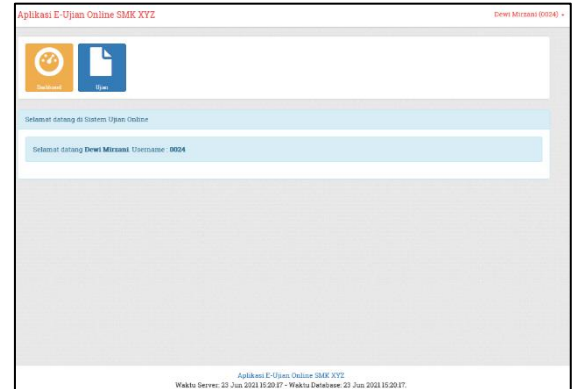 Aplikasi E-Ujian Online SMK XYZ
Dewi Mirzani (0024)
Dashboard
Ujian
Selamat datang di Sistem Ujian Online
Selamat datang Dewi Mirzani. Username : 0024
Aplikasi E-Ujian Online SMK XYZ
Waktu Server: 23 Jun 2021 15:20:17 - Waktu Database: 23 Jun 2021 15:20:17.